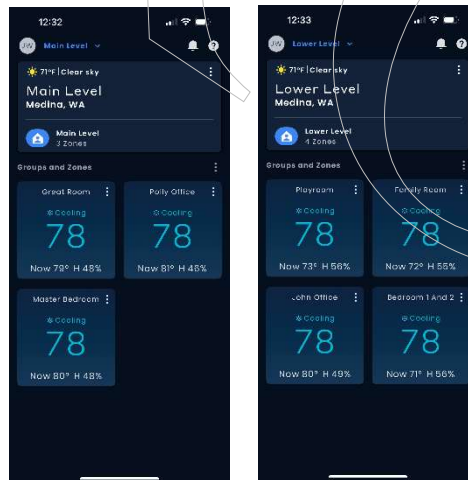 12:32
JW Main Level
71°F | Clear sky
Main Level
Medina, WA
Main Level
3 Zones
Groups and Zones
Great Room
Cooling
78
Now 79° H 48%
Polly Office
Cooling
78
Now 81° H 46%
Master Bedroom
Cooling
78
Now 80° H 48%
12:33
JW Lower Level
71°F | Clear sky
Lower Level
Medina, WA
Lower Level
4 Zones
Groups and Zones
Playroom
Cooling
78
Now 73° H 56%
Family Room
Cooling
78
Now 72° H 55%
John Office
Cooling
78
Now 80° H 49%
Bedroom 1 And 2
Cooling
78
Now 71° H 56%